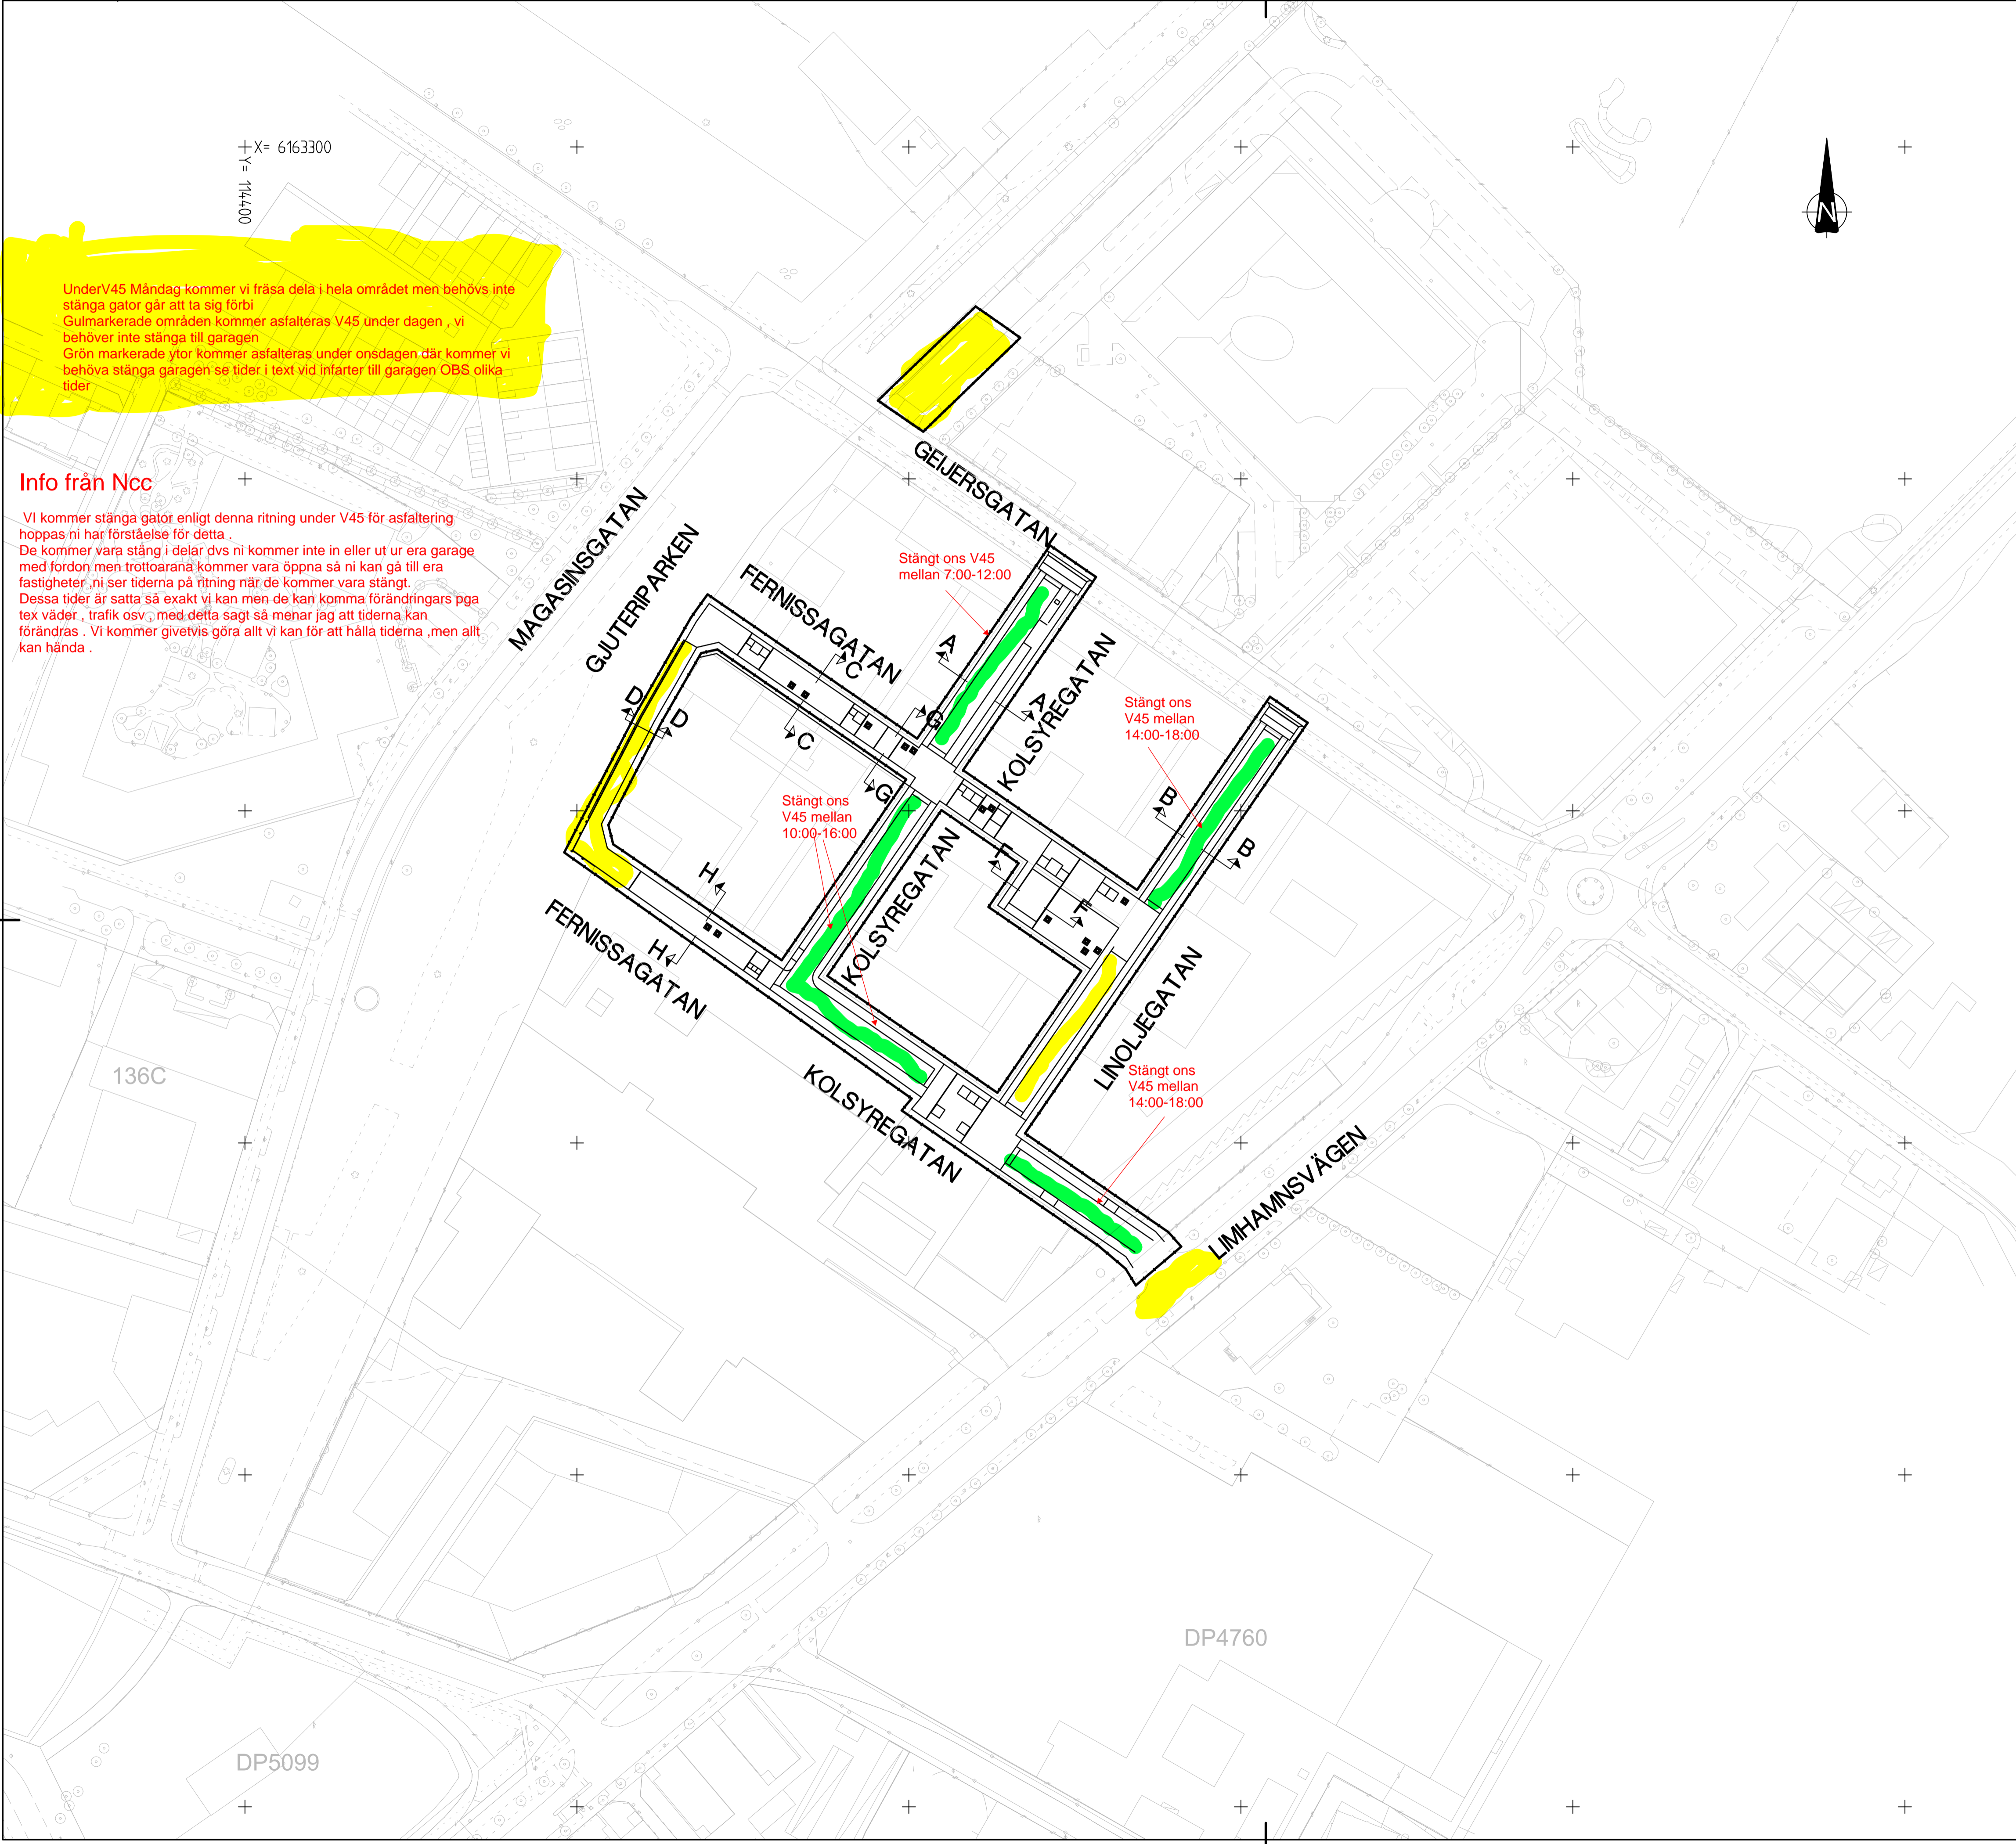 X= 6163300
Y= 114400
N
UnderV45 Måndag kommer vi fräsa dela i hela området men behövs inte
stänga gator går att ta sig förbi
Gulmarkerade områden kommer asfalteras V45 under dagen , vi
behöver inte stänga till garagen
Grön markerade ytor kommer asfalteras under onsdagen där kommer vi
behöva stänga garagen se tider i text vid infarter till garagen OBS olika
tider
Info från Ncc
VI kommer stänga gator enligt denna ritning under V45 för asfaltering
hoppas ni har förståelse för detta .
De kommer vara stäng i delar dvs ni kommer inte in eller ut ur era garage
med fordon men trottoarana kommer vara öppna så ni kan gå till era
fastigheter ,ni ser tiderna på ritning när de kommer vara stängt.
Dessa tider är satta så exakt vi kan men de kan komma förändringars pga
tex väder , trafik osv , med detta sagt så menar jag att tiderna kan
förändras . Vi kommer givetvis göra allt vi kan för att hålla tiderna ,men allt
kan hända .
GEIJERSGATAN
MAGASINSGATAN
GJUTERIPARKEN
FERNISSAGATAN
Stängt ons V45
mellan 7:00-12:00
A
A
KOLSYREGATAN
C
C
D
D
G
G
Stängt ons
V45 mellan
14:00-18:00
B
B
Stängt ons
V45 mellan
10:00-16:00
KOLSYREGATAN
F
F
H
H
FERNISSAGATAN
LINOLJEGATAN
KOLSYREGATAN
Stängt ons
V45 mellan
14:00-18:00
LIMHAMNSVÄGEN
136C
DP4760
DP5099